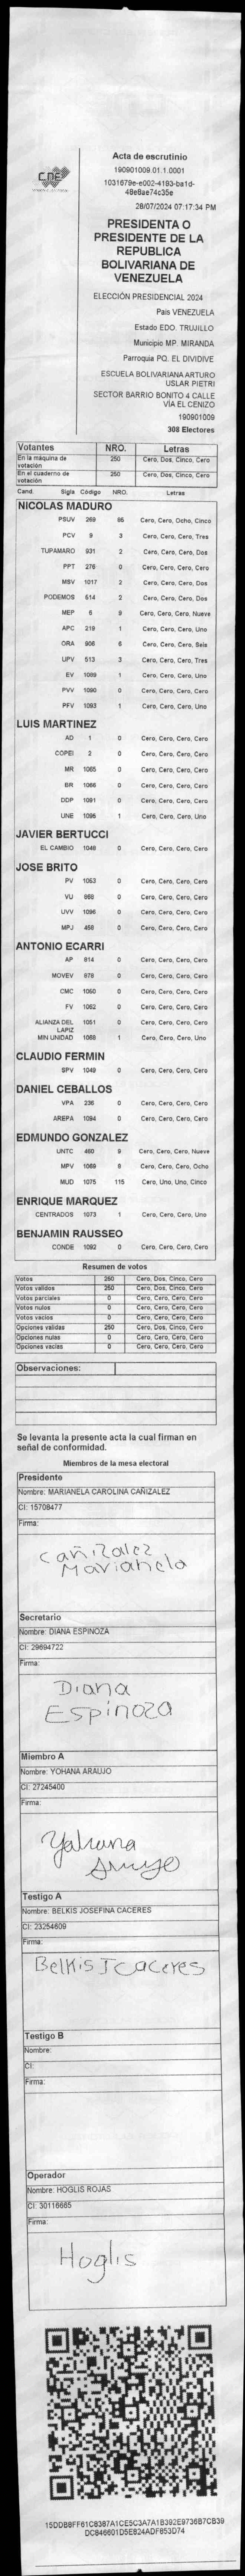 CNE
Acta de escrutinio
190901009.01.1.0001
1031679e-e002-4193-ba1d-
48e8ae74c35e
28/07/2024 07:17:34 PM
PRESIDENTA O
PRESIDENTE DE LA
REPUBLICA
BOLIVARIANA DE
VENEZUELA
ELECCIÓN PRESIDENCIAL 2024
País VENEZUELA
Estado EDO. TRUJILLO
Municipio MP. MIRANDA
Parroquia PQ. EL DIVIDIVE
ESCUELA BOLIVARIANA ARTURO
USLAR PIETRI
SECTOR BARRIO BONITO 4 CALLE
VÍA EL CENIZO
190901009
308 Electores
Votantes NRO. Letras
En la máquina de votación 250 Cero, Dos, Cinco, Cero
En el cuaderno de votación 250 Cero, Dos, Cinco, Cero
Cand. Sigla Código NRO. Letras
NICOLAS MADURO
PSUV 269 85 Cero, Cero, Ocho, Cinco
PCV 9 3 Cero, Cero, Cero, Tres
TUPAMARO 931 2 Cero, Cero, Cero, Dos
PPT 276 0 Cero, Cero, Cero, Cero
MSV 1017 2 Cero, Cero, Cero, Dos
PODEMOS 514 2 Cero, Cero, Cero, Dos
MEP 6 9 Cero, Cero, Cero, Nueve
APC 219 1 Cero, Cero, Cero, Uno
ORA 906 6 Cero, Cero, Cero, Seis
UPV 513 3 Cero, Cero, Cero, Tres
EV 1089 1 Cero, Cero, Cero, Uno
PVV 1090 0 Cero, Cero, Cero, Cero
PFV 1093 1 Cero, Cero, Cero, Uno
LUIS MARTINEZ
AD 1 0 Cero, Cero, Cero, Cero
COPEI 2 0 Cero, Cero, Cero, Cero
MR 1065 0 Cero, Cero, Cero, Cero
BR 1066 0 Cero, Cero, Cero, Cero
DDP 1091 0 Cero, Cero, Cero, Cero
UNE 1095 1 Cero, Cero, Cero, Uno
JAVIER BERTUCCI
EL CAMBIO 1048 0 Cero, Cero, Cero, Cero
JOSE BRITO
PV 1053 0 Cero, Cero, Cero, Cero
VU 868 0 Cero, Cero, Cero, Cero
UVV 1096 0 Cero, Cero, Cero, Cero
MPJ 458 0 Cero, Cero, Cero, Cero
ANTONIO ECARRI
AP 814 0 Cero, Cero, Cero, Cero
MOVEV 878 0 Cero, Cero, Cero, Cero
CMC 1050 0 Cero, Cero, Cero, Cero
FV 1052 0 Cero, Cero, Cero, Cero
ALIANZA DEL LAPIZ 1051 0 Cero, Cero, Cero, Cero
MIN UNIDAD 1068 1 Cero, Cero, Cero, Uno
CLAUDIO FERMIN
SPV 1049 0 Cero, Cero, Cero, Cero
DANIEL CEBALLOS
VPA 236 0 Cero, Cero, Cero, Cero
AREPA 1094 0 Cero, Cero, Cero, Cero
EDMUNDO GONZALEZ
UNTC 460 9 Cero, Cero, Cero, Nueve
MPV 1069 8 Cero, Cero, Cero, Ocho
MUD 1075 115 Cero, Uno, Uno, Cinco
ENRIQUE MARQUEZ
CENTRADOS 1073 1 Cero, Cero, Cero, Uno
BENJAMIN RAUSSEO
CONDE 1092 0 Cero, Cero, Cero, Cero
Resumen de votos
Votos 250 Cero, Dos, Cinco, Cero
Votos validos 250 Cero, Dos, Cinco, Cero
Votos parciales 0 Cero, Cero, Cero, Cero
Votos nulos 0 Cero, Cero, Cero, Cero
Votos vacios 0 Cero, Cero, Cero, Cero
Opciones validas 250 Cero, Dos, Cinco, Cero
Opciones nulas 0 Cero, Cero, Cero, Cero
Opciones vacias 0 Cero, Cero, Cero, Cero
Observaciones:
Se levanta la presente acta la cual firman en
señal de conformidad.
Miembros de la mesa electoral
Presidente
Nombre: MARIANELA CAROLINA CAÑIZALEZ
CI: 15708477
Firma:
Cañizalez
Marianela
Secretario
Nombre: DIANA ESPINOZA
CI: 29694722
Firma:
Diana
Espinoza
Miembro A
Nombre: YOHANA ARAUJO
CI: 27245400
Firma:
Yohana
Araujo
Testigo A
Nombre: BELKIS JOSEFINA CACERES
CI: 23254609
Firma:
Belkis J Caceres
Testigo B
Nombre:
CI:
Firma:
Operador
Nombre: HOGLIS ROJAS
CI: 30116665
Firma:
Hoglis
15DDB8FF61C8387A1CE5C3A7A1B392E9736B7CB39
DC846601D5E824ADF853D74